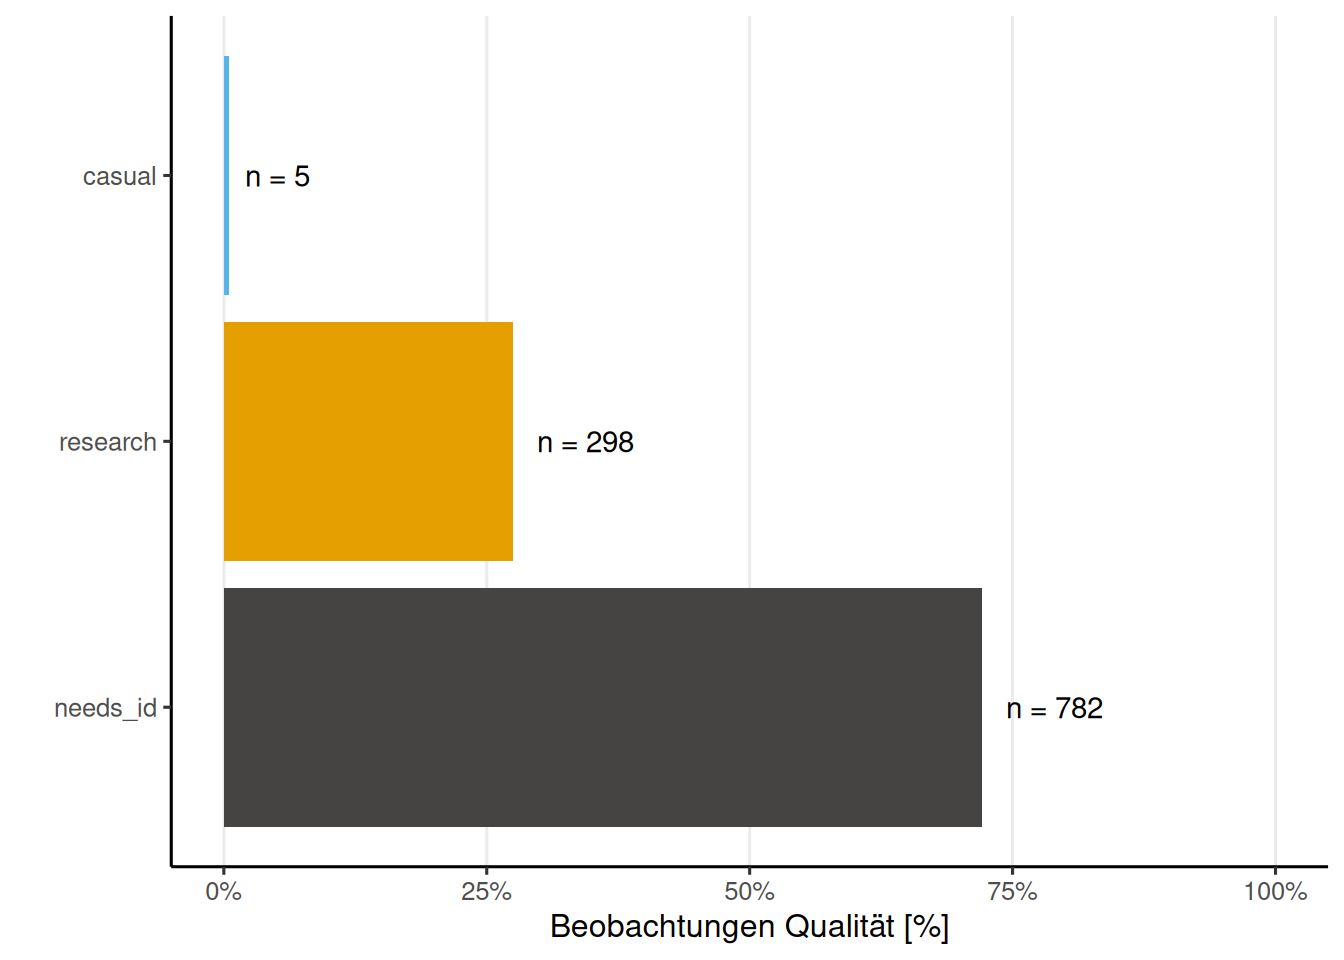 casual
n = 5
research
n = 298
needs_id
n = 782
0% 25% 50% 75% 100%
Beobachtungen Qualität [%]